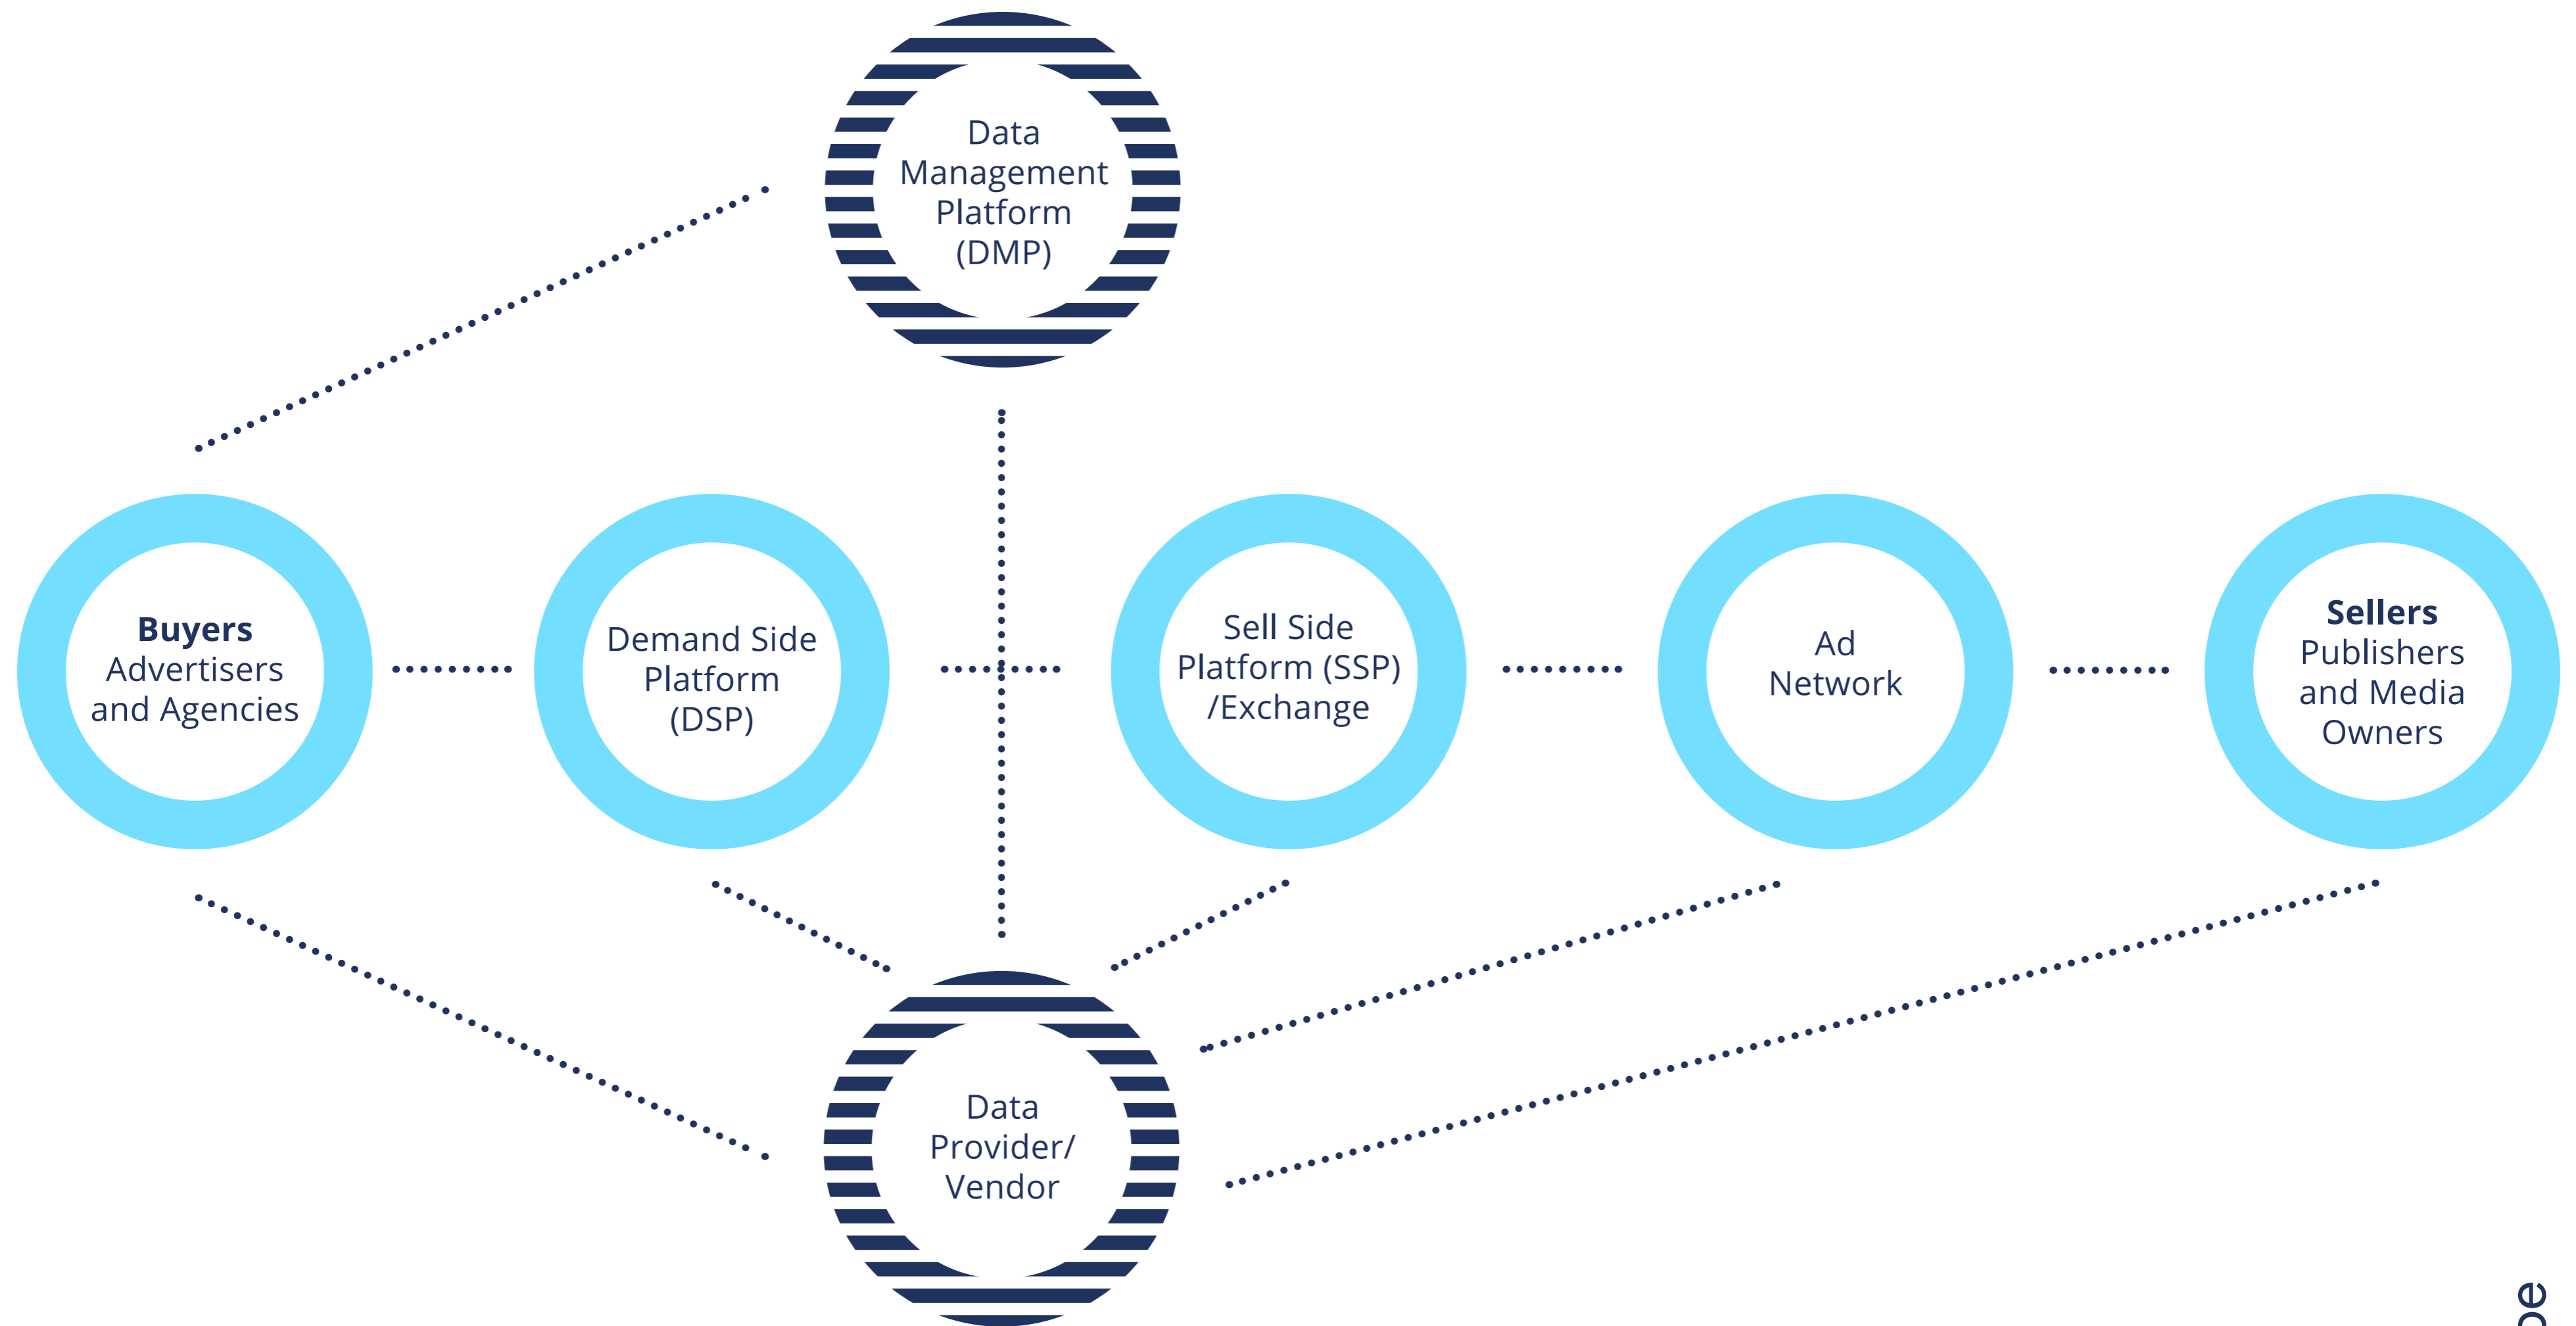 Data
Management
Platform
(DMP)
Buyers
Advertisers
and Agencies
Demand Side
Platform
(DSP)
Sell Side
Platform (SSP)
/Exchange
Ad
Network
Sellers
Publishers
and Media
Owners
Data
Provider/
Vendor